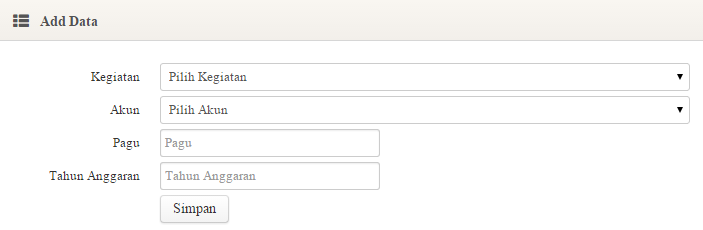 Add Data
Kegiatan Pilih Kegiatan
Akun Pilih Akun
Pagu Pagu
Tahun Anggaran Tahun Anggaran
Simpan